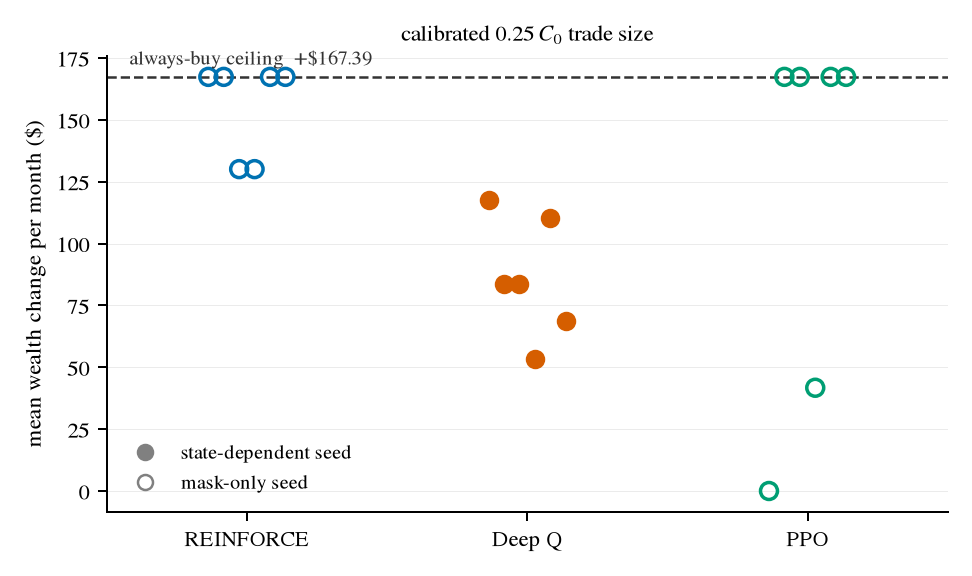 calibrated 0.25 C₀ trade size
always-buy ceiling +$167.39
mean wealth change per month ($)
175
150
125
100
75
50
25
0
state-dependent seed
mask-only seed
REINFORCE
Deep Q
PPO